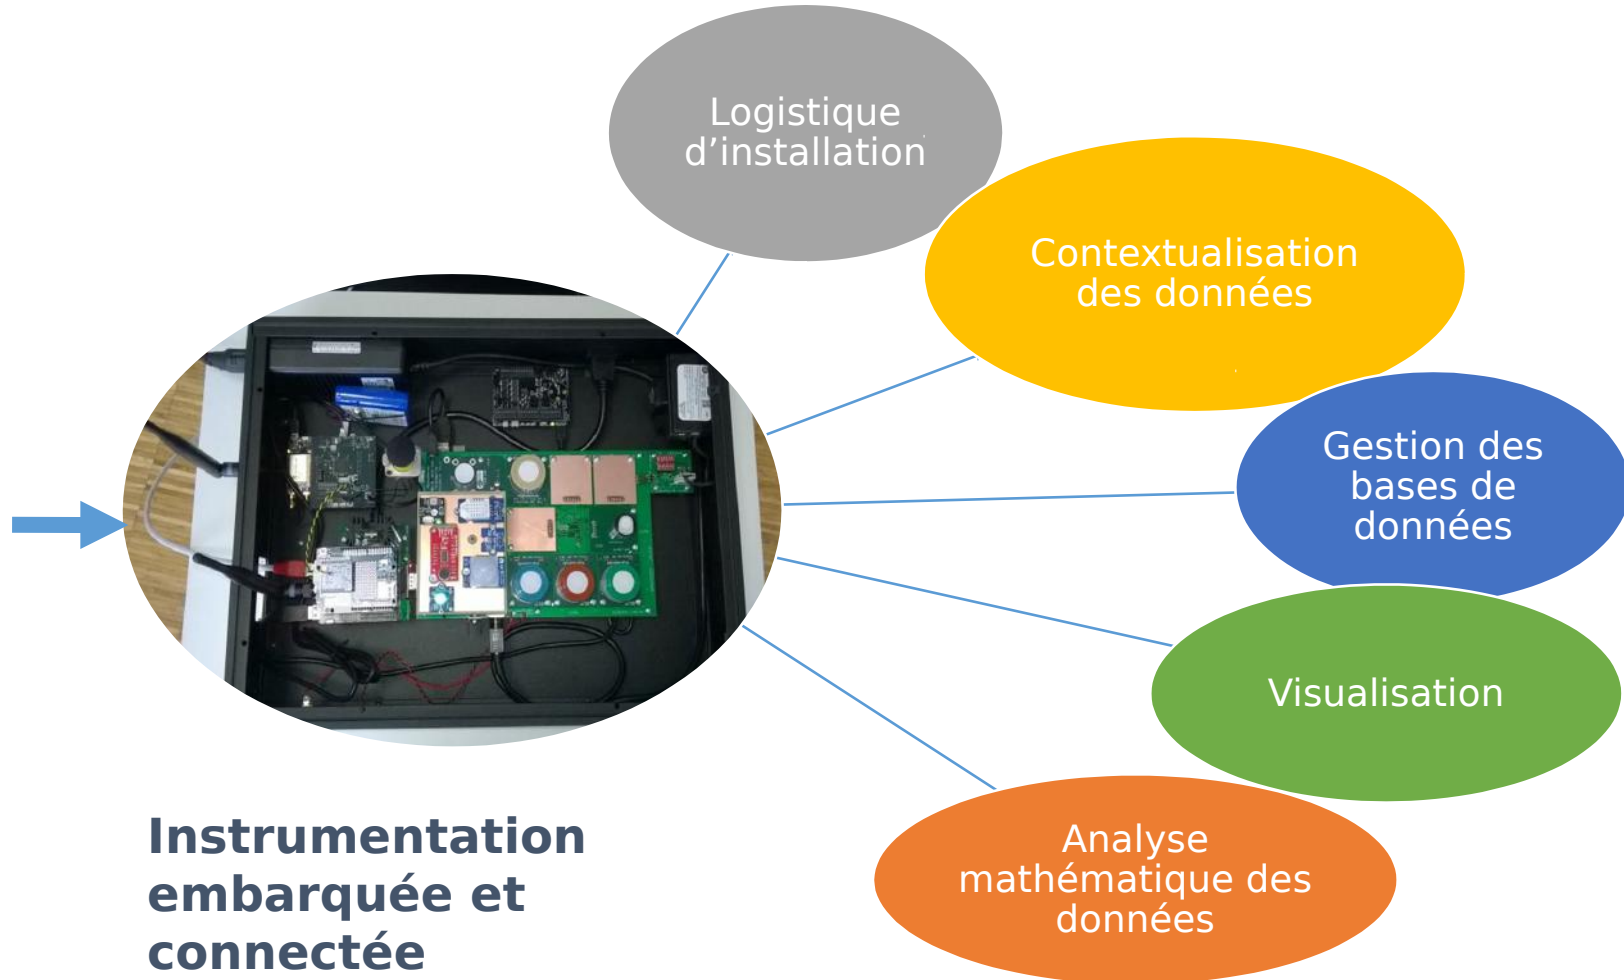 Logistique
d’installation
Contextualisation
des données
Gestion des
bases de
données
Visualisation
Analyse
mathématique des
données
Instrumentation
embarquée et
connectée